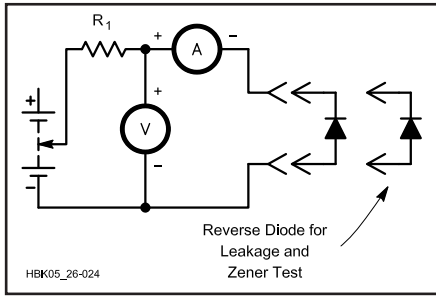 R1
+ A −
+
+
V
−
−
Reverse Diode for
Leakage and
Zener Test
HBK05_26-024